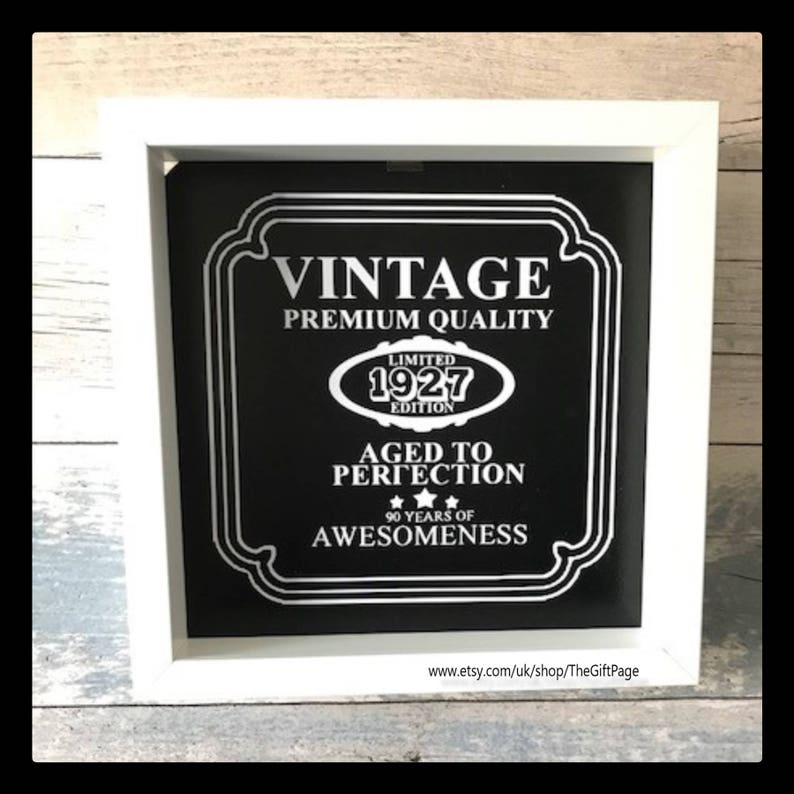 VINTAGE
PREMIUM QUALITY
LIMITED
1927
EDITION
AGED TO
PERFECTION
90 YEARS OF
AWESOMENESS
www.etsy.com/uk/shop/TheGiftPage